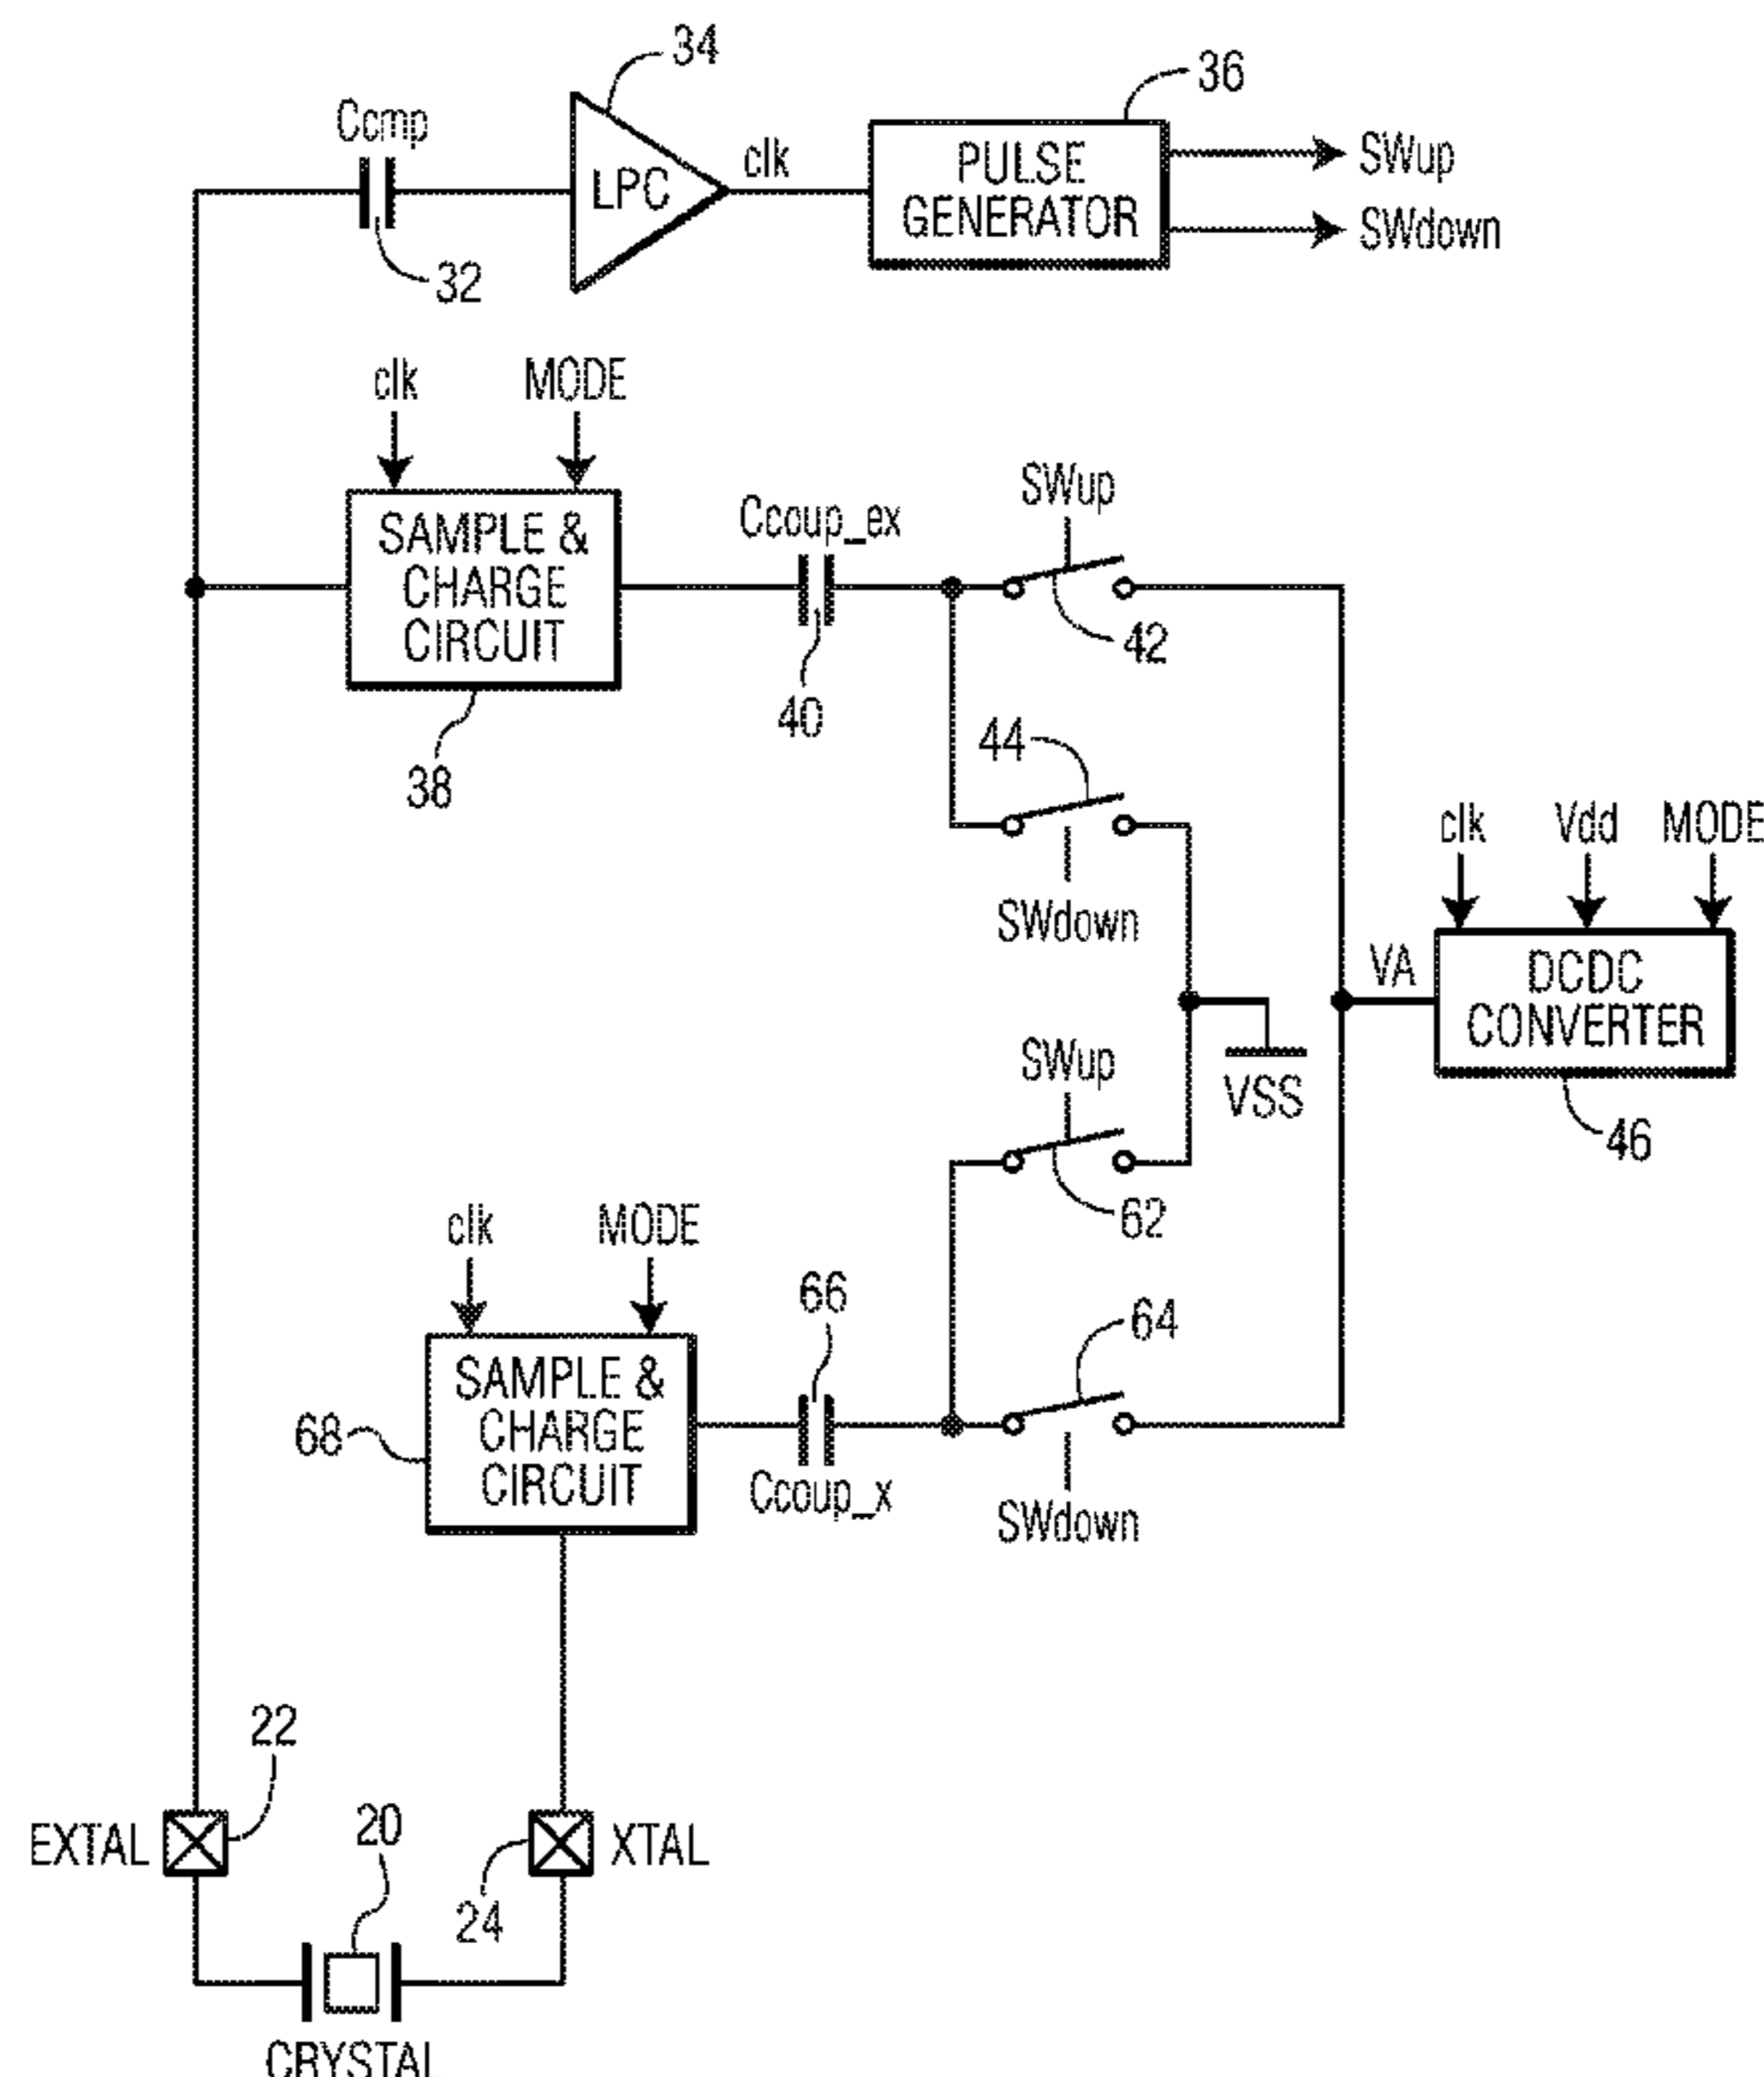 34
36
Ccmp
LPC
clk
PULSE
GENERATOR
SWup
SWdown
32
clk
MODE
SAMPLE &
CHARGE
CIRCUIT
38
Ccoup_ex
40
SWup
42
44
SWdown
clk
Vdd
MODE
VA
DCDC
CONVERTER
46
VSS
SWup
62
clk
MODE
66
64
SAMPLE &
CHARGE
CIRCUIT
68
Ccoup_x
SWdown
22
EXTAL
20
24
XTAL
CRYSTAL